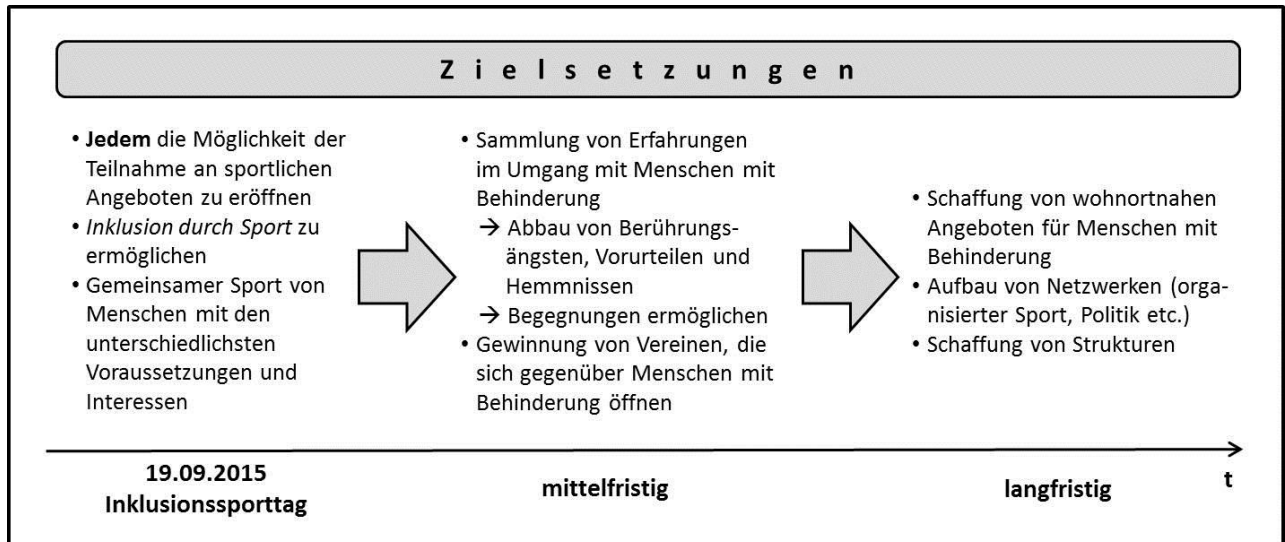 Zielsetzungen
• Jedem die Möglichkeit der
Teilnahme an sportlichen
Angeboten zu eröffnen
• Inklusion durch Sport zu
ermöglichen
• Gemeinsamer Sport von
Menschen mit den
unterschiedlichsten
Voraussetzungen und
Interessen
• Sammlung von Erfahrungen
im Umgang mit Menschen mit
Behinderung
→ Abbau von Berührungs-
ängsten, Vorurteilen und
Hemmnissen
→ Begegnungen ermöglichen
• Gewinnung von Vereinen, die
sich gegenüber Menschen mit
Behinderung öffnen
• Schaffung von wohnortnahen
Angeboten für Menschen mit
Behinderung
• Aufbau von Netzwerken (orga-
nisierter Sport, Politik etc.)
• Schaffung von Strukturen
19.09.2015
Inklusionssporttag
mittelfristig
langfristig
t